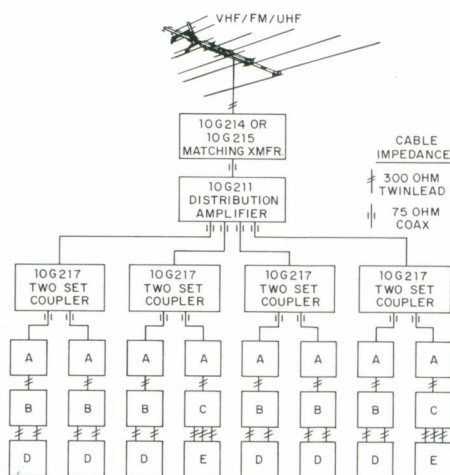 VHF/FM/UHF
10G214 OR
10G215
MATCHING XMFR.
CABLE
IMPEDANCE
300 OHM
TWINLEAD
75 OHM
COAX
10G211
DISTRIBUTION
AMPLIFIER
10G217
TWO SET
COUPLER
10G217
TWO SET
COUPLER
10G217
TWO SET
COUPLER
10G217
TWO SET
COUPLER
A A A A A A A A
B B B C B B B C
D D D E D D D E